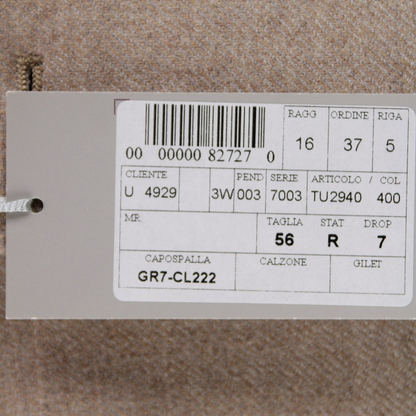 RAGG ORDINE RIGA
16 37 5
00 00000 82727 0
CLIENTE PEND SERIE ARTICOLO / COL
U 4929 3W 003 7003 TU2940 400
MR. TAGLIA STAT DROP
56 R 7
CAPOSPALLA CALZONE GILET
GR7-CL222